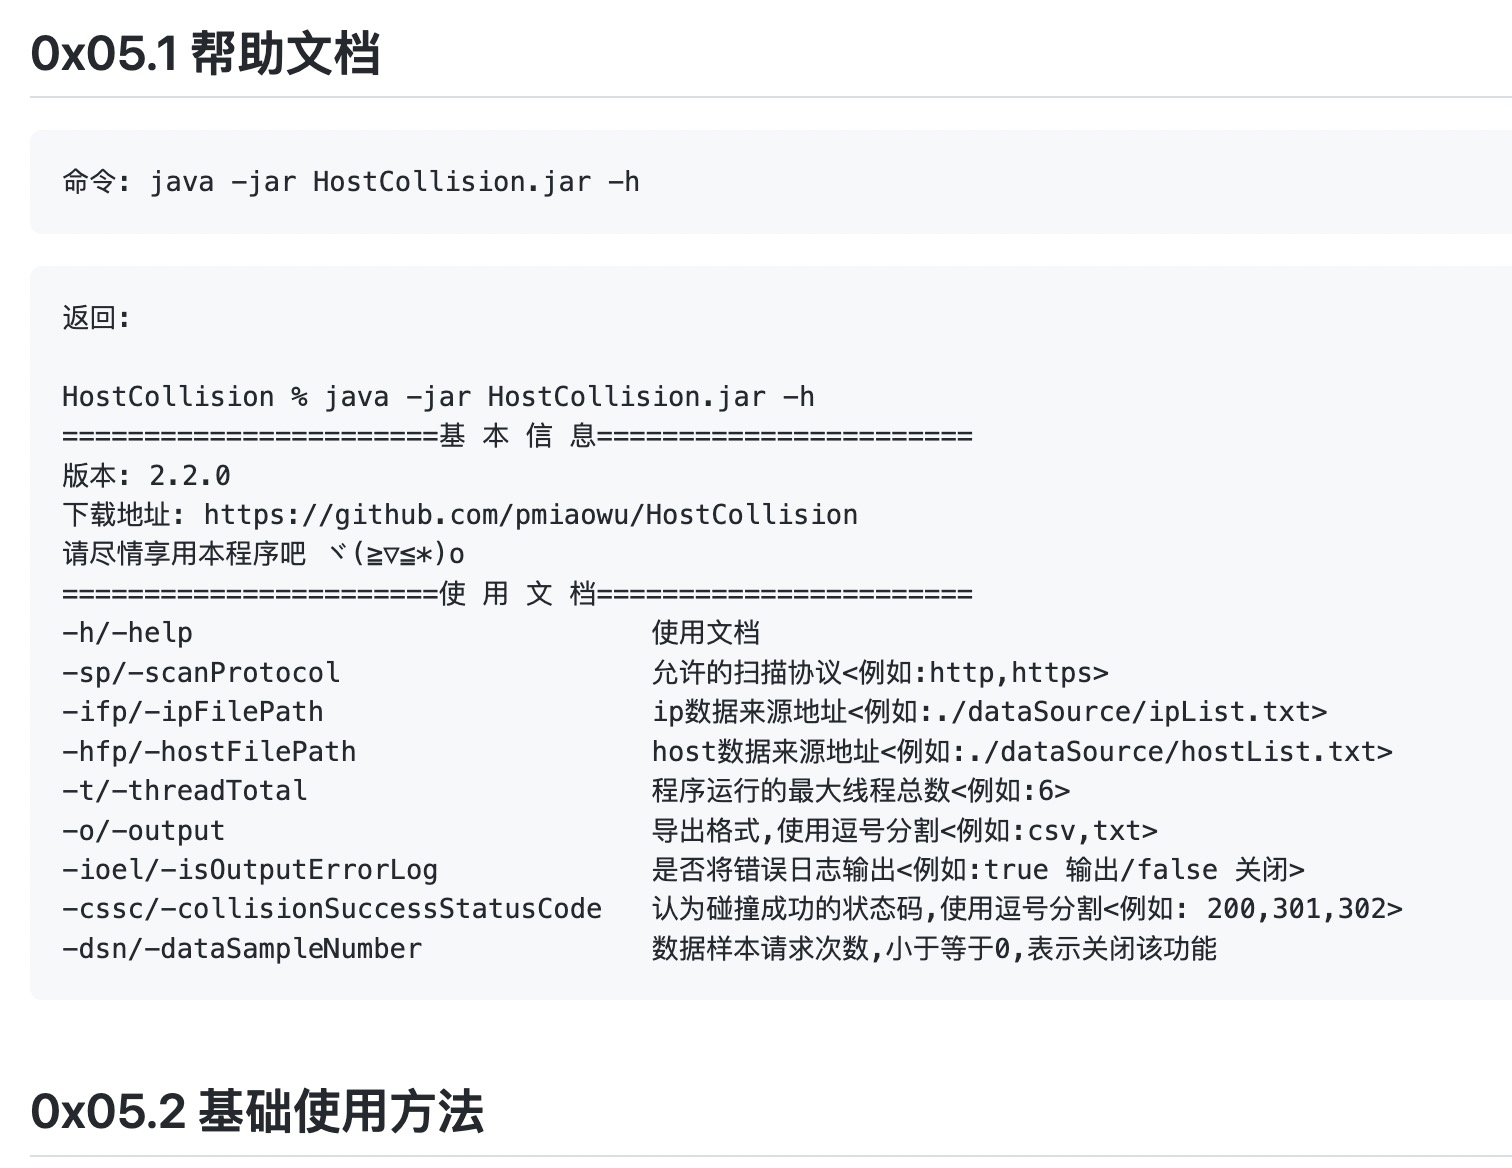 0x05.1 帮助文档
命令: java -jar HostCollision.jar -h
返回:
HostCollision % java -jar HostCollision.jar -h
=======================基 本 信 息=======================
版本: 2.2.0
下载地址: https://github.com/pmiaowu/HostCollision
请尽情享用本程序吧 ヾ(≧▽≦*)o
=======================使 用 文 档=======================
-h/-help                            使用文档
-sp/-scanProtocol                   允许的扫描协议<例如:http,https>
-ifp/-ipFilePath                    ip数据来源地址<例如:./dataSource/ipList.txt>
-hfp/-hostFilePath                  host数据来源地址<例如:./dataSource/hostList.txt>
-t/-threadTotal                     程序运行的最大线程总数<例如:6>
-o/-output                          导出格式,使用逗号分割<例如:csv,txt>
-ioel/-isOutputErrorLog             是否将错误日志输出<例如:true 输出/false 关闭>
-cssc/-collisionSuccessStatusCode   认为碰撞成功的状态码,使用逗号分割<例如: 200,301,302>
-dsn/-dataSampleNumber              数据样本请求次数,小于等于0,表示关闭该功能
0x05.2 基础使用方法